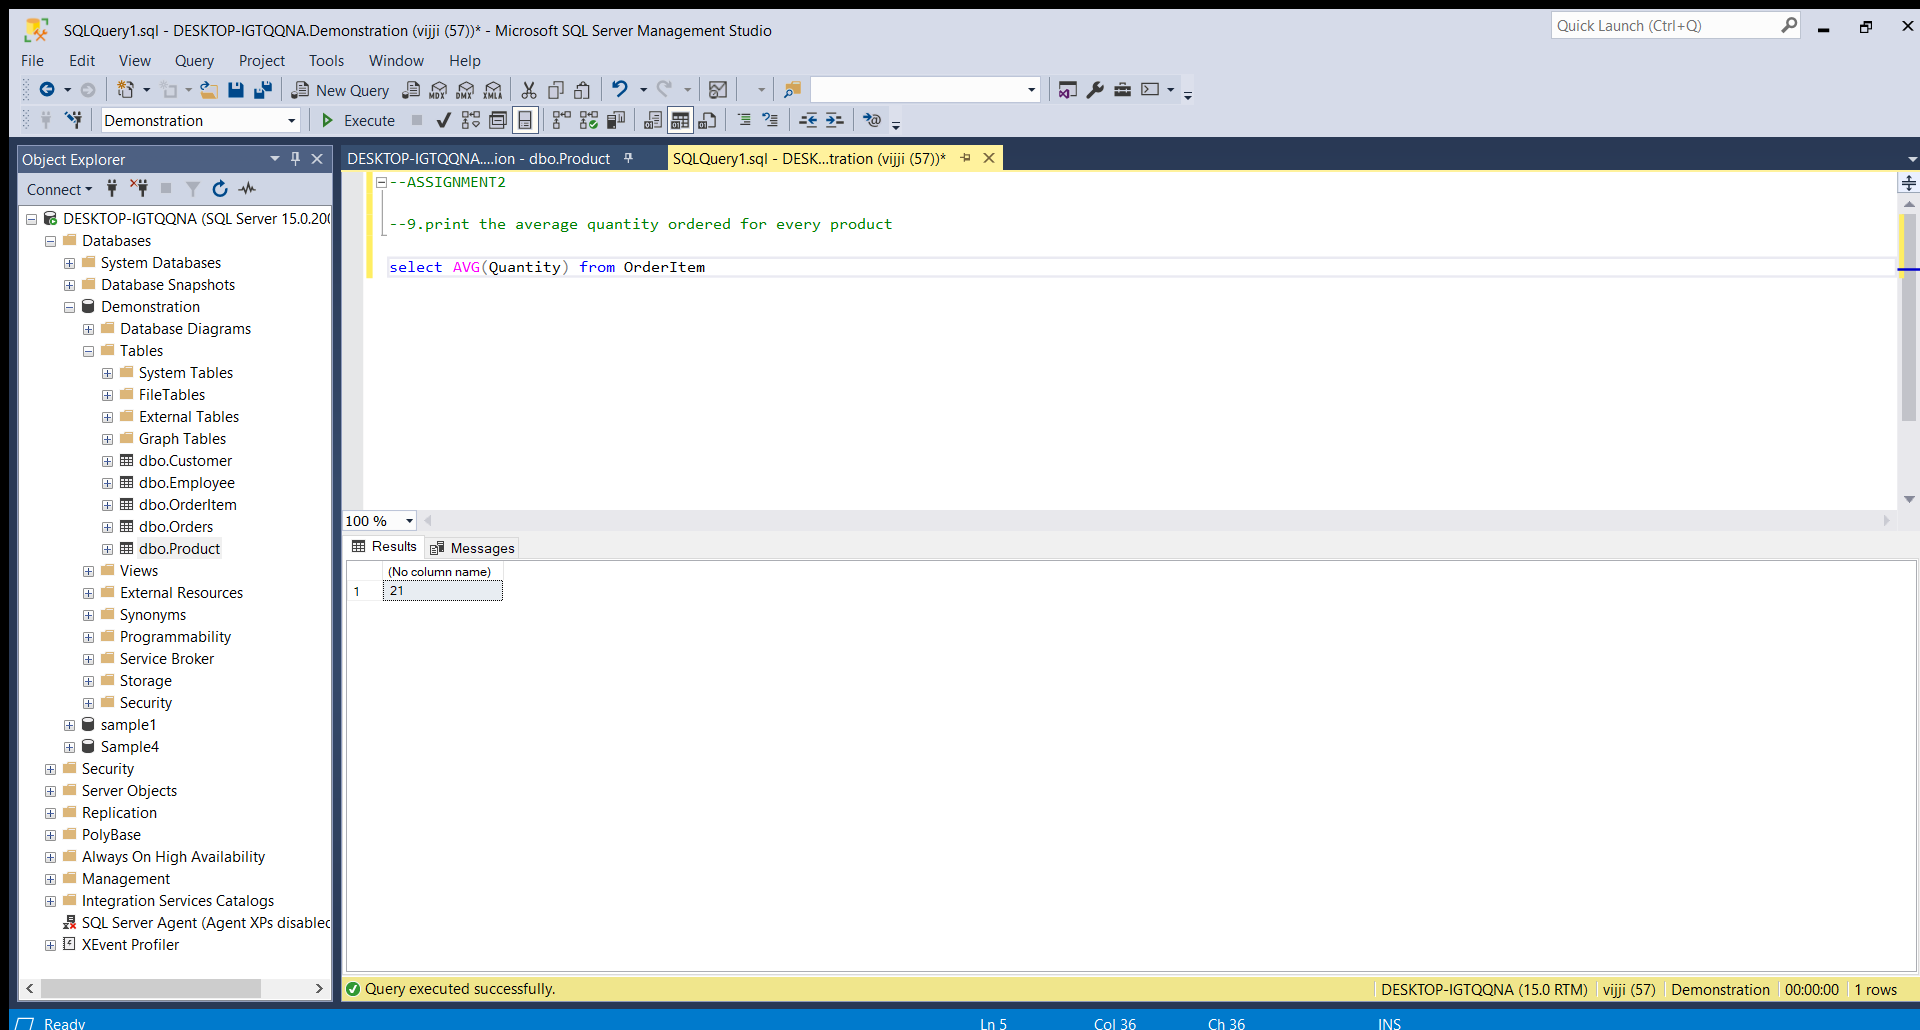 SQLQuery1.sql - DESKTOP-IGTQQNA.Demonstration (vijji (57))* - Microsoft SQL Server Management Studio
Quick Launch (Ctrl+Q)
File Edit View Query Project Tools Window Help
New Query MDX DMX XMLA
Demonstration Execute
Object Explorer
DESKTOP-IGTQQNA....ion - dbo.Product SQLQuery1.sql - DESK...tration (vijji (57))*
Connect
DESKTOP-IGTQQNA (SQL Server 15.0.200
Databases
System Databases
Database Snapshots
Demonstration
Database Diagrams
Tables
System Tables
FileTables
External Tables
Graph Tables
dbo.Customer
dbo.Employee
dbo.OrderItem
dbo.Orders
dbo.Product
Views
External Resources
Synonyms
Programmability
Service Broker
Storage
Security
sample1
Sample4
Security
Server Objects
Replication
PolyBase
Always On High Availability
Management
Integration Services Catalogs
SQL Server Agent (Agent XPs disabled
XEvent Profiler
--ASSIGNMENT2
--9.print the average quantity ordered for every product
select AVG(Quantity) from OrderItem
100 %
Results Messages
(No column name)
1 21
Query executed successfully.
DESKTOP-IGTQQNA (15.0 RTM) vijji (57) Demonstration 00:00:00 1 rows
Ready Ln 5 Col 36 Ch 36 INS